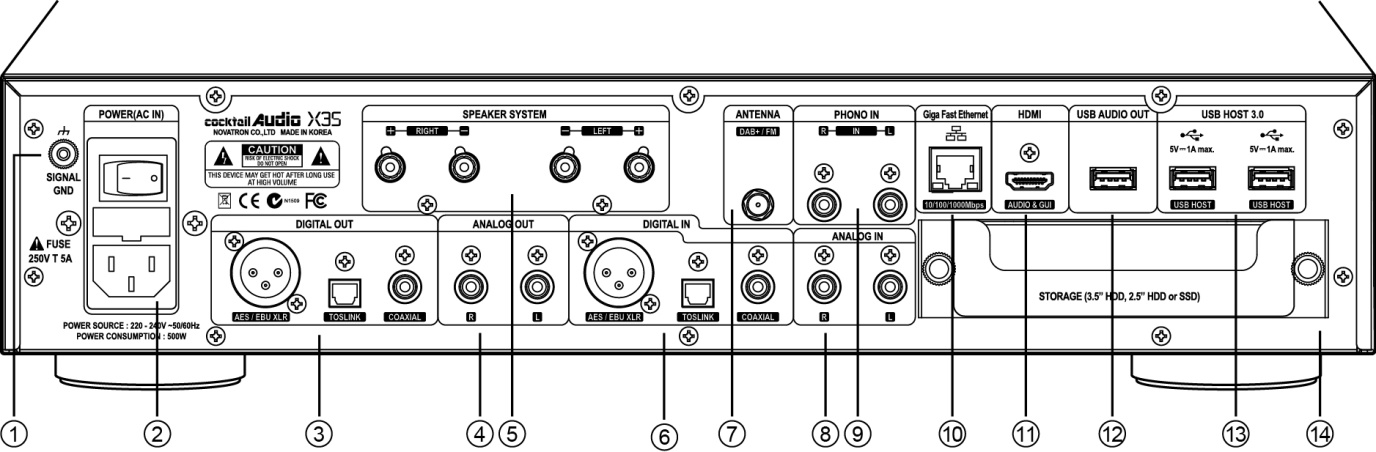 POWER(AC IN)
SIGNAL
GND
FUSE
250V T 5A
POWER SOURCE : 220 - 240V ~50/60Hz
POWER CONSUMPTION : 500W
cocktail Audio X35
NOVATRON CO.,LTD MADE IN KOREA
CAUTION
RISK OF ELECTRIC SHOCK
DO NOT OPEN
THIS DEVICE MAY GET HOT AFTER LONG USE
AT HIGH VOLUME
CE N1509 FC
SPEAKER SYSTEM
+ RIGHT - - LEFT +
ANTENNA
DAB+ / FM
PHONO IN
R IN L
Giga Fast Ethernet
10/100/1000Mbps
HDMI
AUDIO & GUI
USB AUDIO OUT
USB HOST 3.0
5V⎓1A max. 5V⎓1A max.
USB HOST USB HOST
DIGITAL OUT
AES / EBU XLR TOSLINK COAXIAL
ANALOG OUT
R L
DIGITAL IN
AES / EBU XLR TOSLINK COAXIAL
ANALOG IN
R L
STORAGE (3.5" HDD, 2.5" HDD or SSD)
① ② ③ ④ ⑤ ⑥ ⑦ ⑧ ⑨ ⑩ ⑪ ⑫ ⑬ ⑭